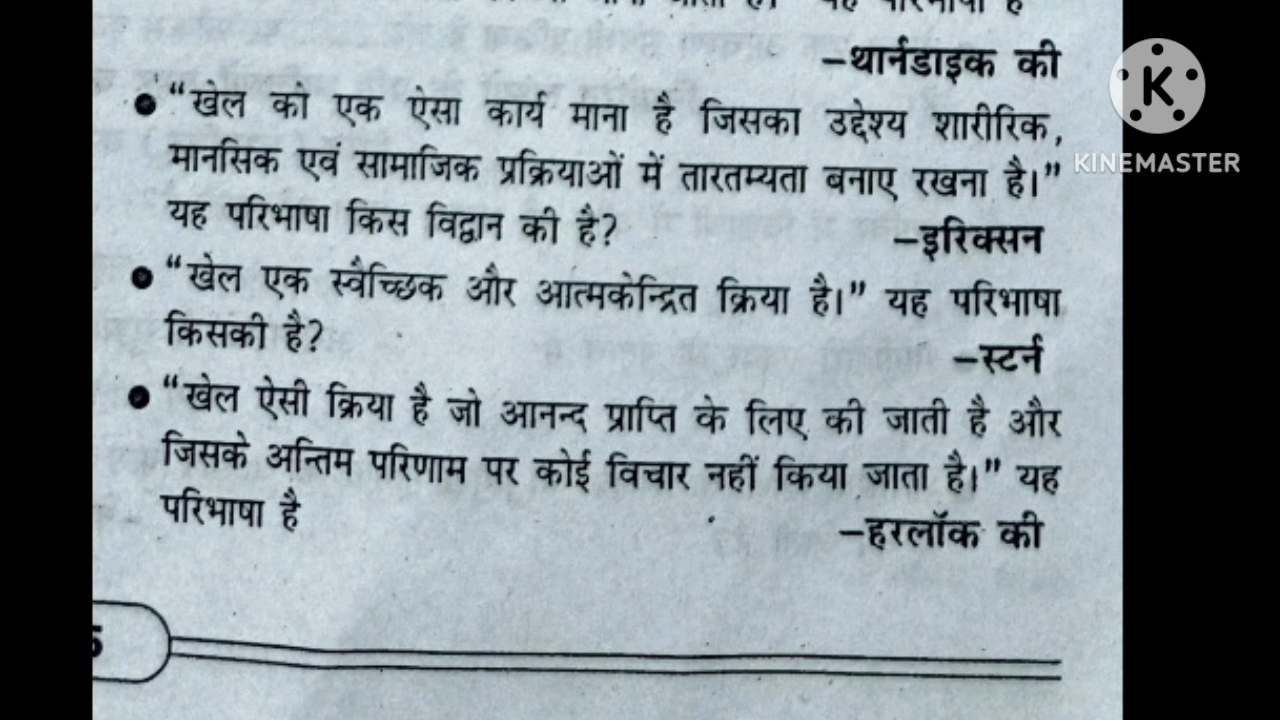 –थार्नडाइक की
● “खेल को एक ऐसा कार्य माना है जिसका उद्देश्य शारीरिक,
मानसिक एवं सामाजिक प्रक्रियाओं में तारतम्यता बनाए रखना है।”
यह परिभाषा किस विद्वान की है? –इरिक्सन
● “खेल एक स्वैच्छिक और आत्मकेन्द्रित क्रिया है।” यह परिभाषा
किसकी है? –स्टर्न
● “खेल ऐसी क्रिया है जो आनन्द प्राप्ति के लिए की जाती है और
जिसके अन्तिम परिणाम पर कोई विचार नहीं किया जाता है।” यह
परिभाषा है –हरलॉक की
K
KINEMASTER